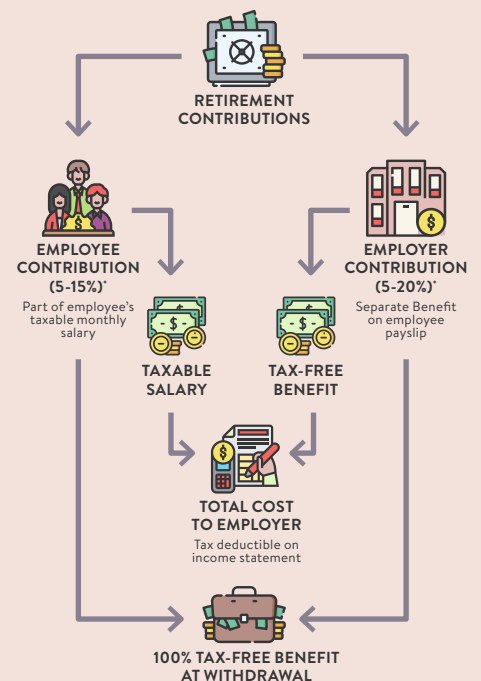 RETIREMENT
CONTRIBUTIONS
EMPLOYEE
CONTRIBUTION
(5-15%)*
Part of employee's
taxable monthly
salary
EMPLOYER
CONTRIBUTION
(5-20%)*
Separate Benefit
on employee
payslip
TAXABLE
SALARY
TAX-FREE
BENEFIT
TOTAL COST
TO EMPLOYER
Tax deductible on
income statement
100% TAX-FREE BENEFIT
AT WITHDRAWAL